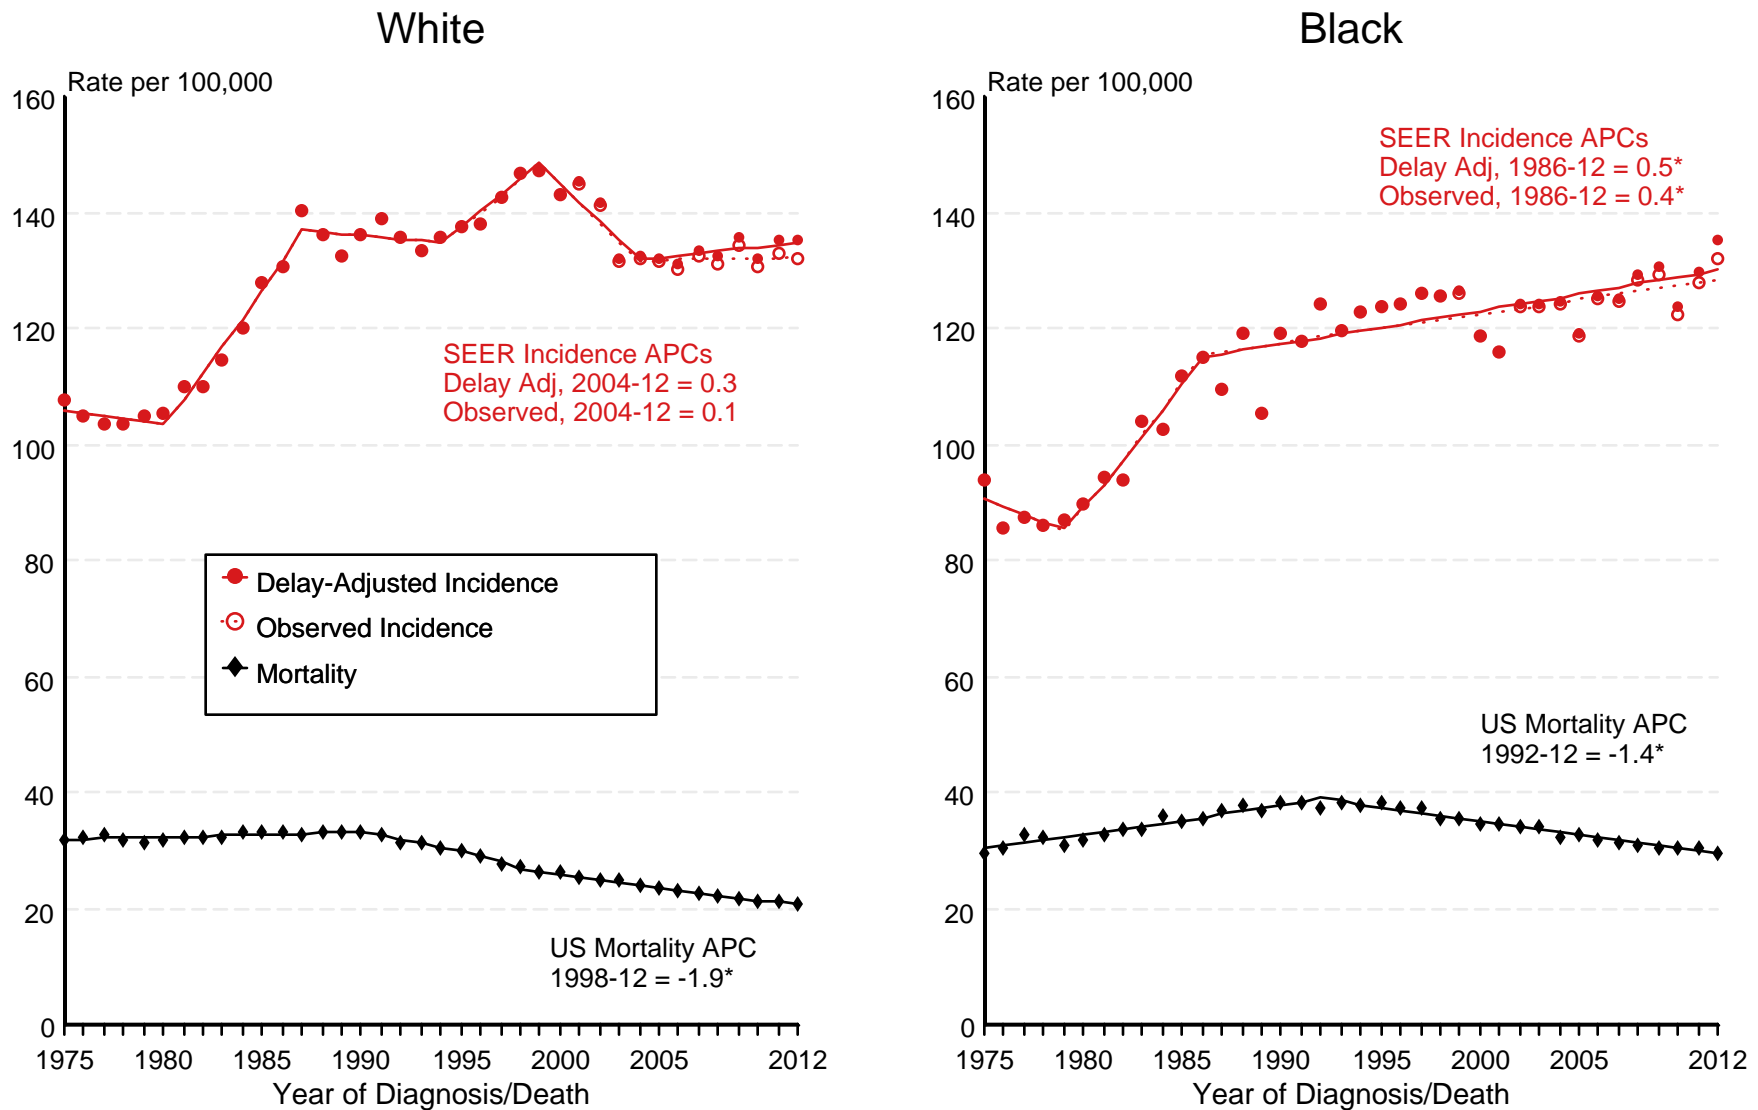 White
Rate per 100,000
160
140
120
100
80
60
40
20
0
SEER Incidence APCs
Delay Adj, 2004-12 = 0.3
Observed, 2004-12 = 0.1
Delay-Adjusted Incidence
Observed Incidence
Mortality
US Mortality APC
1998-12 = -1.9*
1975 1980 1985 1990 1995 2000 2005 2012
Year of Diagnosis/Death
Black
Rate per 100,000
160
140
120
100
80
60
40
20
0
SEER Incidence APCs
Delay Adj, 1986-12 = 0.5*
Observed, 1986-12 = 0.4*
US Mortality APC
1992-12 = -1.4*
1975 1980 1985 1990 1995 2000 2005 2012
Year of Diagnosis/Death